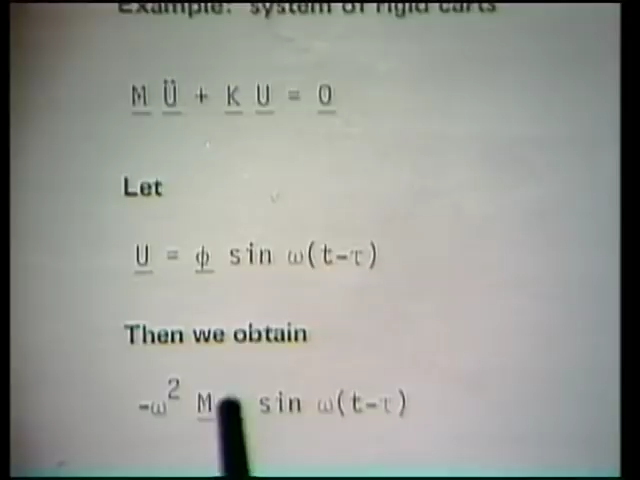 Example: system of rigid carts
M Ü + K U = 0
Let
U = ϕ sin ω(t-τ)
Then we obtain
-ω² M sin ω(t-τ)